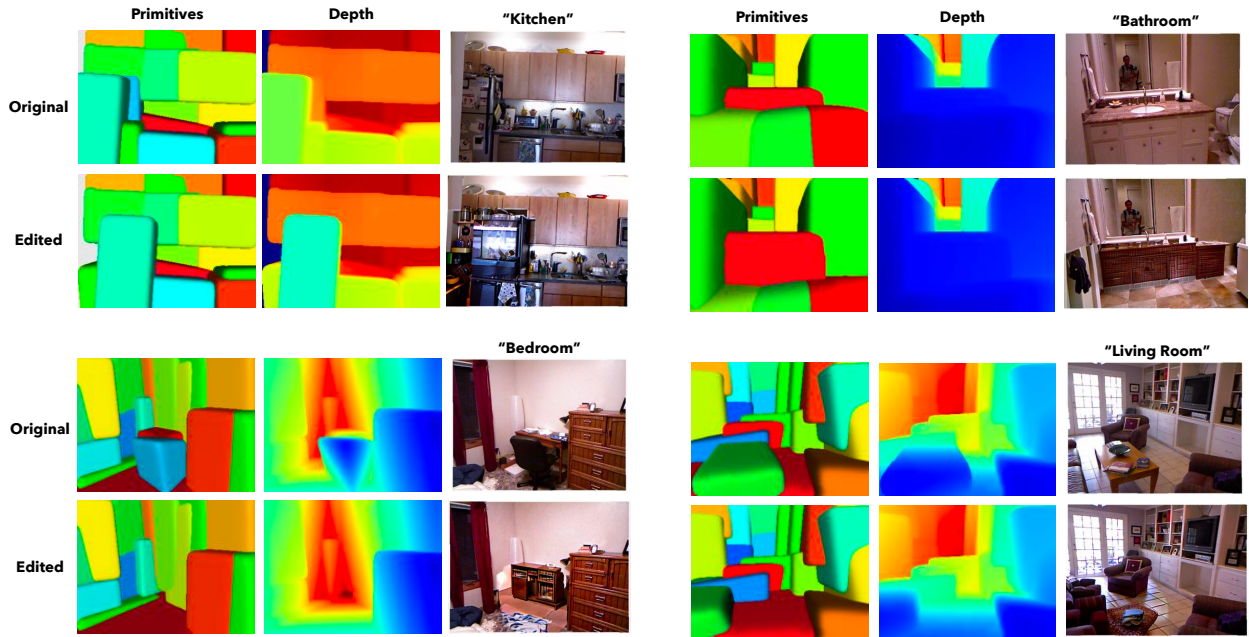 Primitives Depth "Kitchen"
Original
Edited
Primitives Depth "Bathroom"
"Bedroom"
Original
Edited
"Living Room"